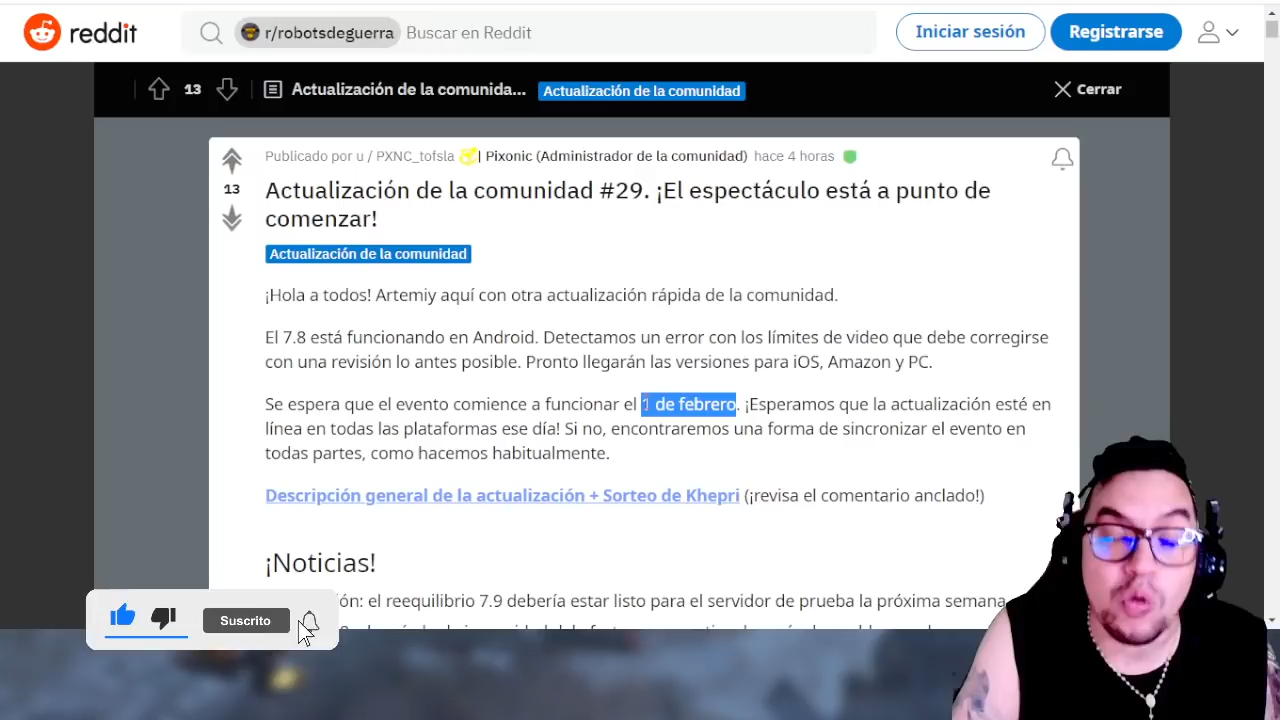 reddit
r/robotsdeguerra Buscar en Reddit
Iniciar sesión
Registrarse
13 Actualización de la comunida... Actualización de la comunidad Cerrar
Publicado por u / PXNC_tofsla | Pixonic (Administrador de la comunidad) hace 4 horas
13
Actualización de la comunidad #29. ¡El espectáculo está a punto de
comenzar!
Actualización de la comunidad
¡Hola a todos! Artemiy aquí con otra actualización rápida de la comunidad.
El 7.8 está funcionando en Android. Detectamos un error con los límites de video que debe corregirse
con una revisión lo antes posible. Pronto llegarán las versiones para iOS, Amazon y PC.
Se espera que el evento comience a funcionar el 1 de febrero. ¡Esperamos que la actualización esté en
línea en todas las plataformas ese día! Si no, encontraremos una forma de sincronizar el evento en
todas partes, como hacemos habitualmente.
Descripción general de la actualización + Sorteo de Khepri (¡revisa el comentario anclado!)
¡Noticias!
el reequilibrio 7.9 debería estar listo para el servidor de prueba la próxima semana
Suscrito